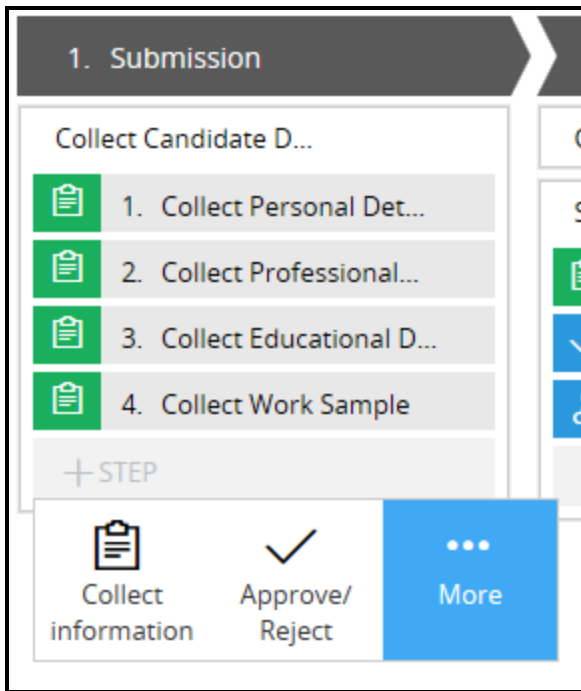 1. Submission
Collect Candidate D...
1. Collect Personal Det...
2. Collect Professional...
3. Collect Educational D...
4. Collect Work Sample
+ STEP
Collect
information
Approve/
Reject
More